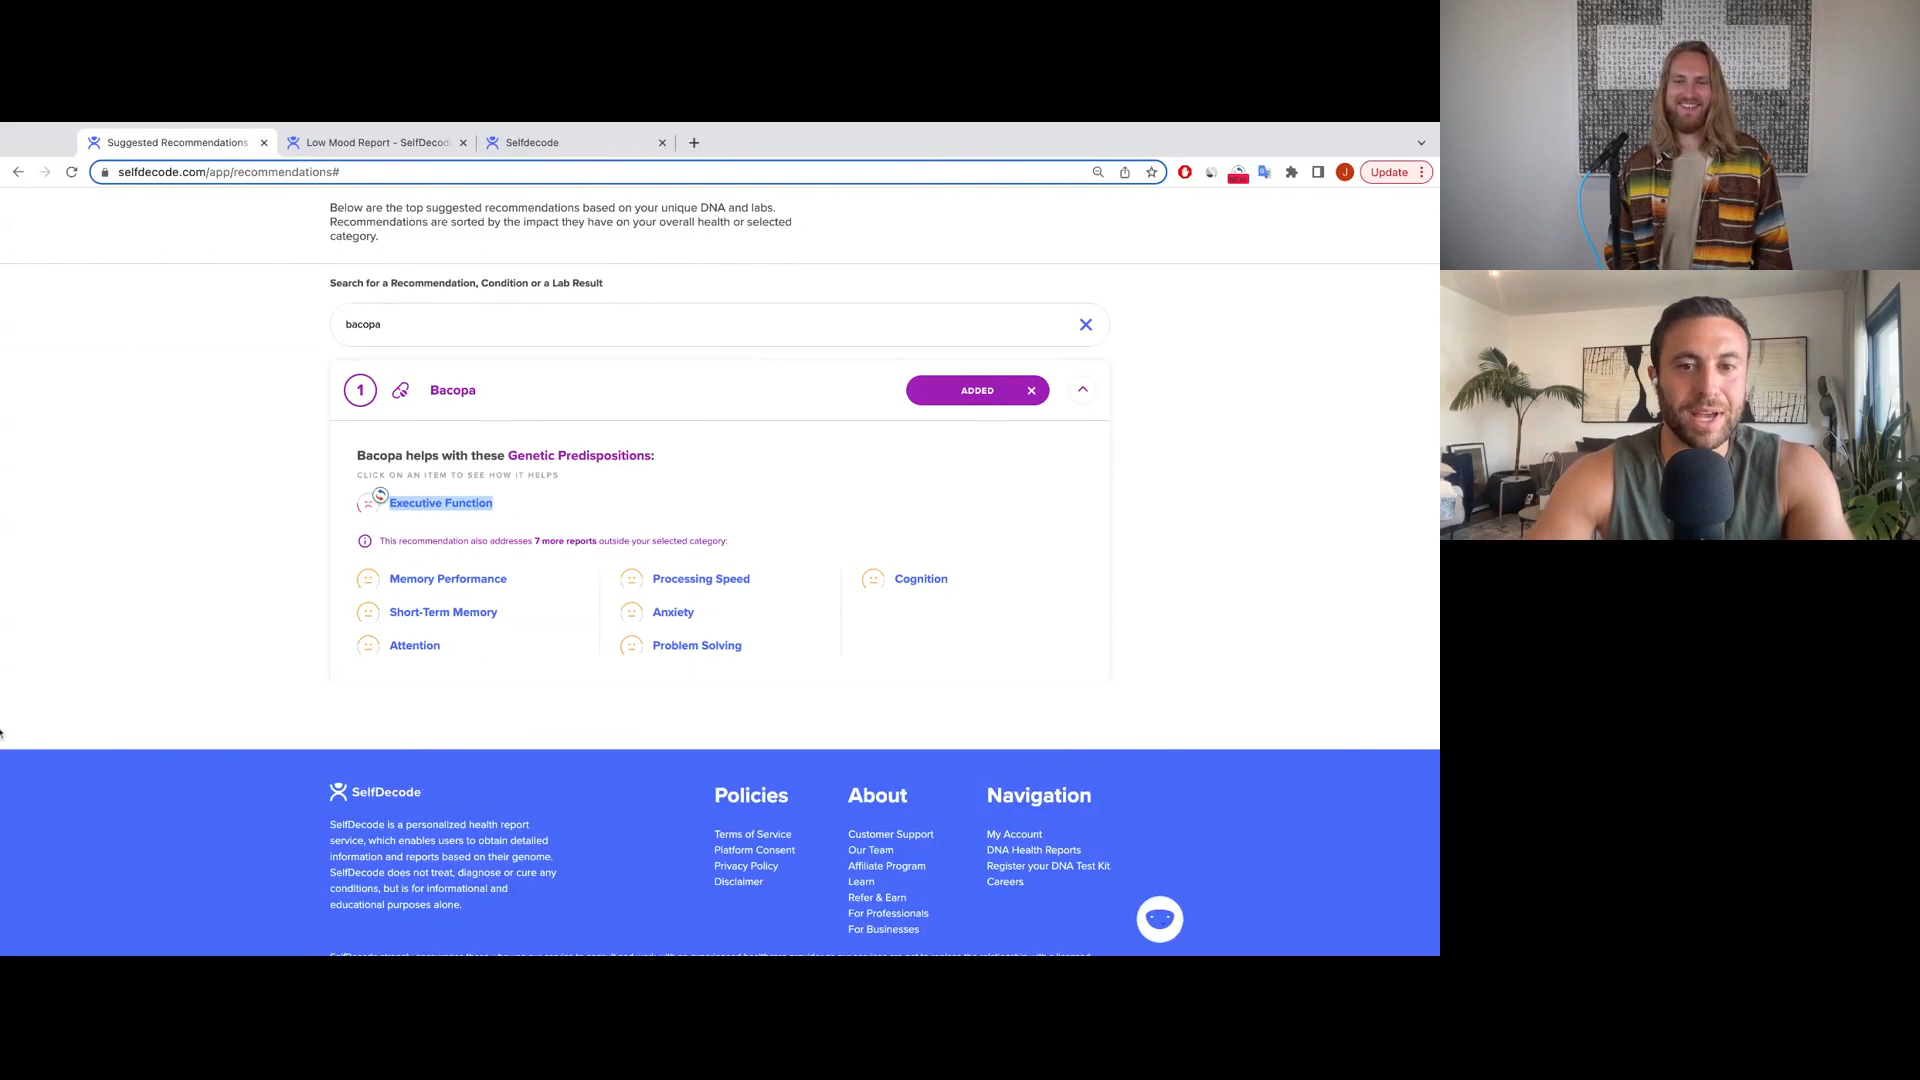 Suggested Recommendations
Low Mood Report - SelfDecod
Selfdecode
selfdecode.com/app/recommendations#
NEW
J
Update
Below are the top suggested recommendations based on your unique DNA and labs.
Recommendations are sorted by the impact they have on your overall health or selected
category.
Search for a Recommendation, Condition or a Lab Result
bacopa
1
Bacopa
ADDED
Bacopa helps with these Genetic Predispositions:
CLICK ON AN ITEM TO SEE HOW IT HELPS
Executive Function
This recommendation also addresses 7 more reports outside your selected category:
Memory Performance
Processing Speed
Cognition
Short-Term Memory
Anxiety
Attention
Problem Solving
SelfDecode
SelfDecode is a personalized health report
service, which enables users to obtain detailed
information and reports based on their genome.
SelfDecode does not treat, diagnose or cure any
conditions, but is for informational and
educational purposes alone.
Policies
Terms of Service
Platform Consent
Privacy Policy
Disclaimer
About
Customer Support
Our Team
Affiliate Program
Learn
Refer & Earn
For Professionals
For Businesses
Navigation
My Account
DNA Health Reports
Register your DNA Test Kit
Careers